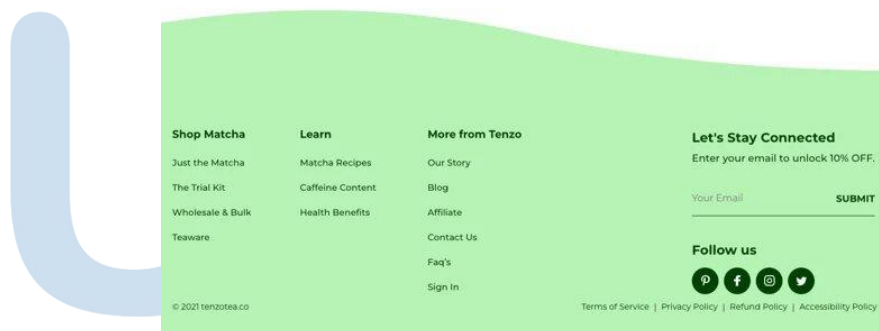 Shop Matcha
Just the Matcha
The Trial Kit
Wholesale & Bulk
Teaware
Learn
Matcha Recipes
Caffeine Content
Health Benefits
More from Tenzo
Our Story
Blog
Affiliate
Contact Us
Faq's
Sign In
Let's Stay Connected
Enter your email to unlock 10% OFF.
Your Email
SUBMIT
Follow us
© 2021 tenzotea.co
Terms of Service | Privacy Policy | Refund Policy | Accessibility Policy